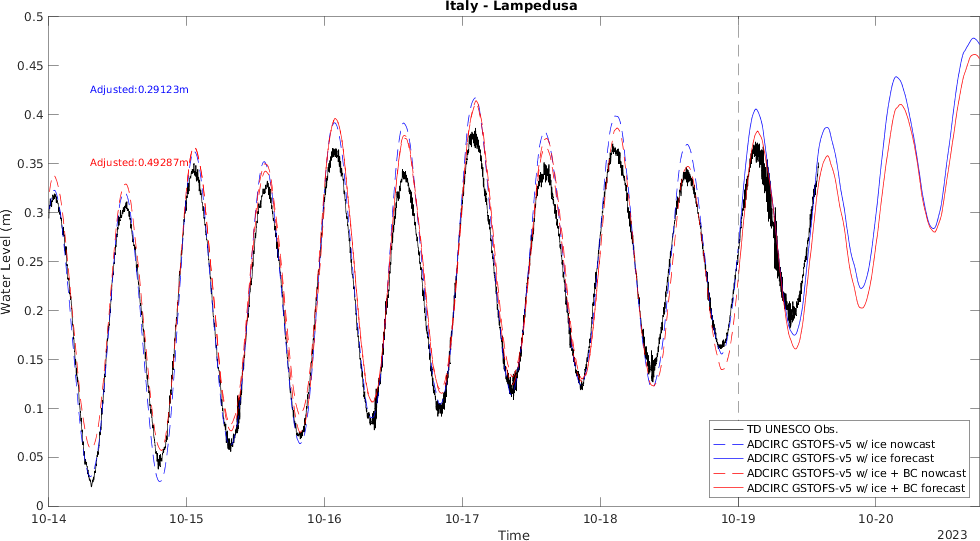 Italy - Lampedusa
0.5
0.45
0.4
0.35
0.3
0.25
0.2
0.15
0.1
0.05
0
Water Level (m)
Adjusted:0.29123m
Adjusted:0.49287m
TD UNESCO Obs.
ADCIRC GSTOFS-v5 w/ ice nowcast
ADCIRC GSTOFS-v5 w/ ice forecast
ADCIRC GSTOFS-v5 w/ ice + BC nowcast
ADCIRC GSTOFS-v5 w/ ice + BC forecast
10-14 10-15 10-16 10-17 10-18 10-19 10-20
Time
2023